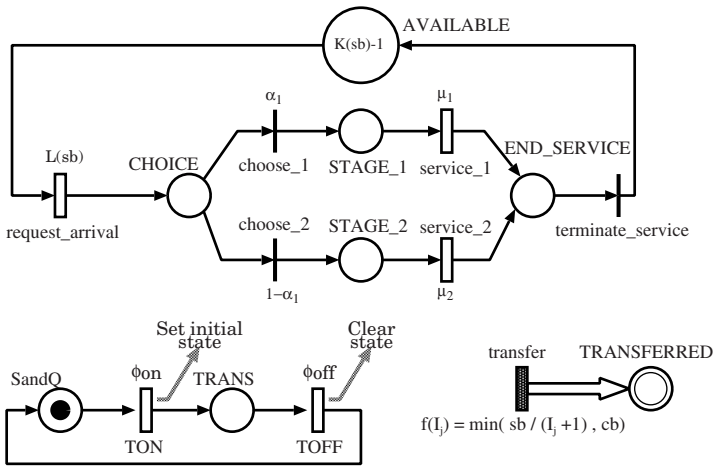 AVAILABLE
K(sb)-1
α1
μ1
L(sb)
CHOICE
END_SERVICE
choose_1
STAGE_1
service_1
request_arrival
choose_2
STAGE_2
service_2
terminate_service
1−α1
μ2
Set initial
state
Clear
state
SandQ
ϕon
TRANS
ϕoff
transfer
TRANSFERRED
TON
TOFF
f(Ij) = min( sb / (Ij +1) , cb)